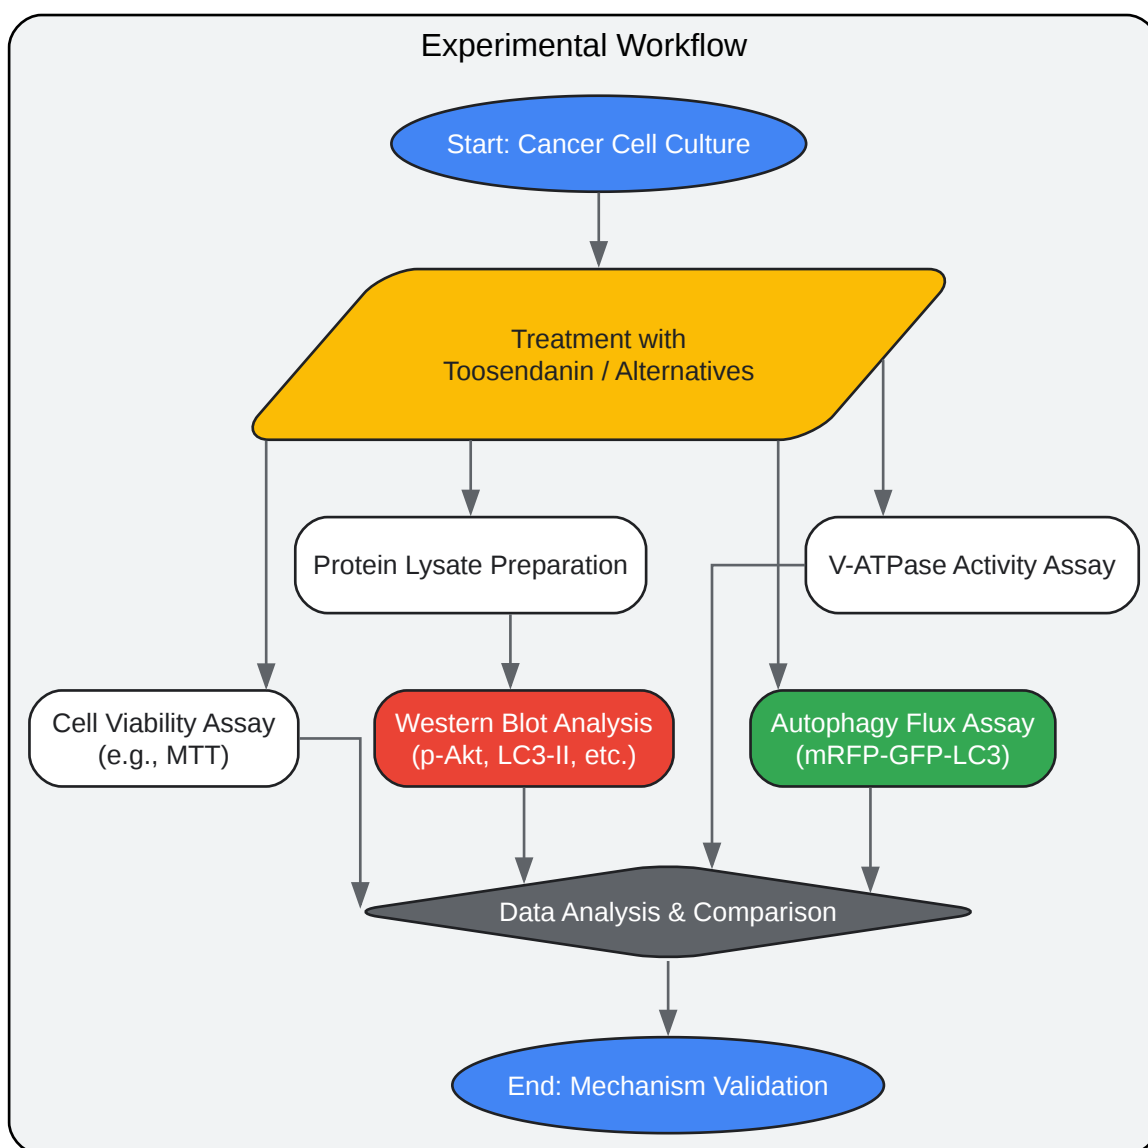 Experimental Workflow
Start: Cancer Cell Culture
Treatment with
Toosendanin / Alternatives
Protein Lysate Preparation
V-ATPase Activity Assay
Cell Viability Assay
(e.g., MTT)
Western Blot Analysis
(p-Akt, LC3-II, etc.)
Autophagy Flux Assay
(mRFP-GFP-LC3)
Data Analysis & Comparison
End: Mechanism Validation